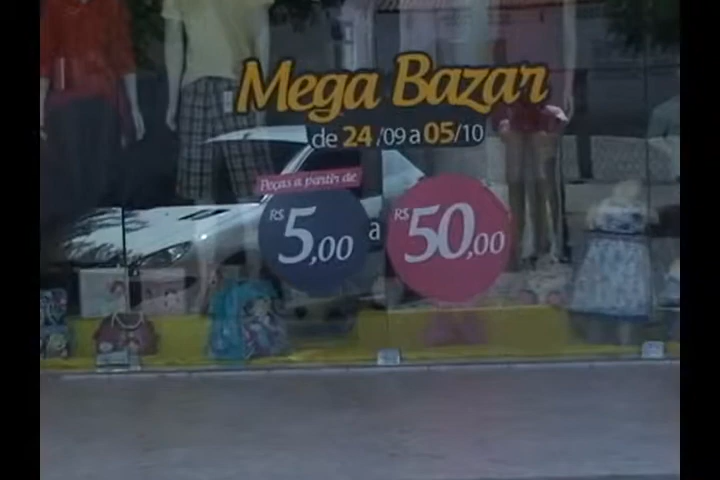 Mega Bazar
de 24/09 a 05/10
Peças a partir de
R$ 5,00 a R$ 50,00